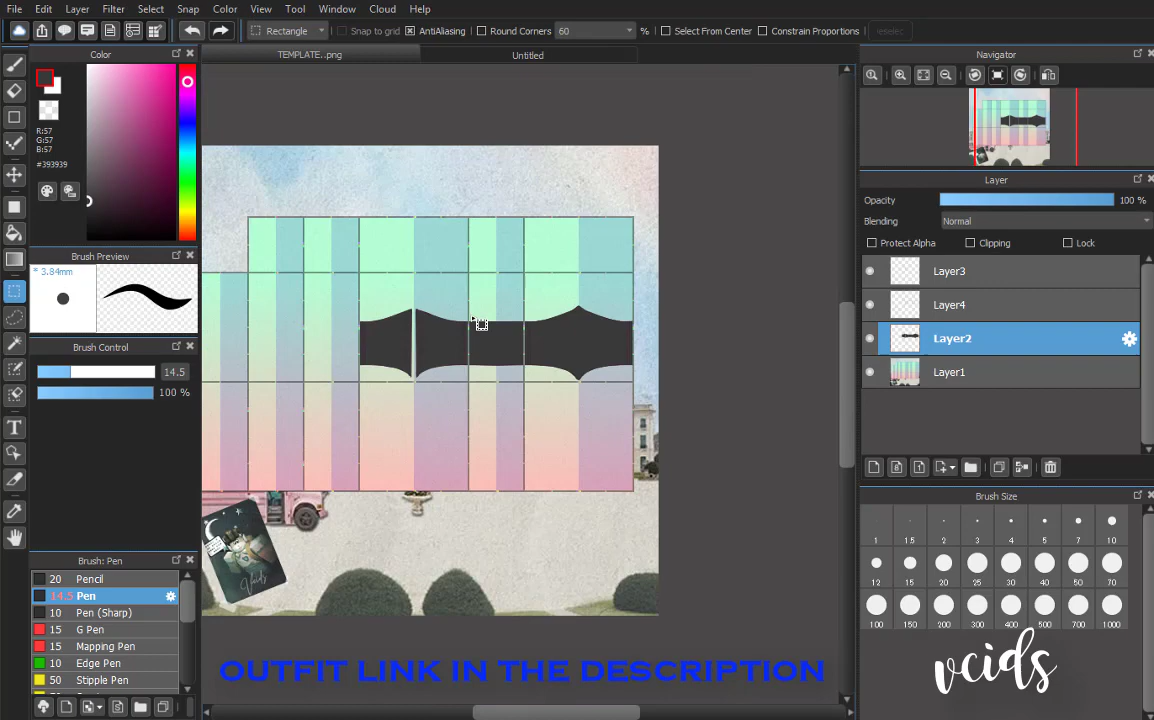 File Edit Layer Filter Select Snap Color View Tool Window Cloud Help
Rectangle Snap to grid AntiAliasing Round Corners 60 % Select From Center Constrain Proportions reselect
Color TEMPLATE..png Untitled Navigator
R:57
G:57
B:57
#393939
Layer
Opacity 100 %
Blending Normal
Protect Alpha Clipping Lock
Brush Preview
* 3.84mm
Layer3
Layer4
Layer2
Layer1
Brush Control
14.5
100 %
Brush Size
1 1.5 2 3 4 5 7 10
12 15 20 25 30 40 50 70
100 150 200 300 400 500 700 1000
Brush: Pen
20 Pencil
14.5 Pen
10 Pen (Sharp)
15 G Pen
15 Mapping Pen
10 Edge Pen
50 Stipple Pen
Vcids
OUTFIT LINK IN THE DESCRIPTION
vcids